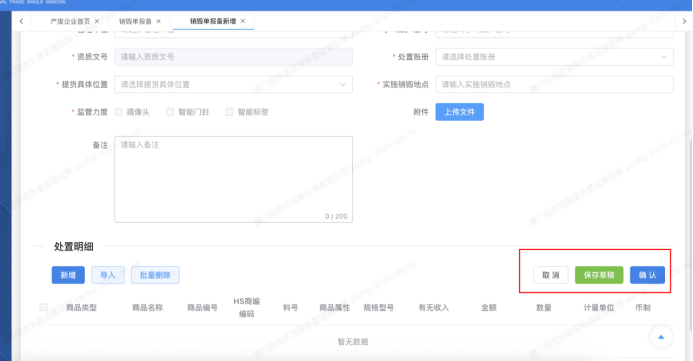 NAL TRADE SINGLE WINDOW
产废企业首页 × 销毁单报备 × 销毁单报备新增 ×
* 资质文号 请输入资质文号 * 处置账册 请选择处置账册
* 提货具体位置 请选择提货具体位置 * 实施销毁地点 请输入实施销毁地点
* 监管力度 摄像头 智能门封 智能标签 附件 上传文件
备注 请输入备注
0 / 200
处置明细
新增 导入 批量删除 取消 保存草稿 确认
商品类型 商品名称 商品编号 HS商编编码 料号 商品属性 规格型号 有无收入 金额 数量 计量单位 币制
暂无数据